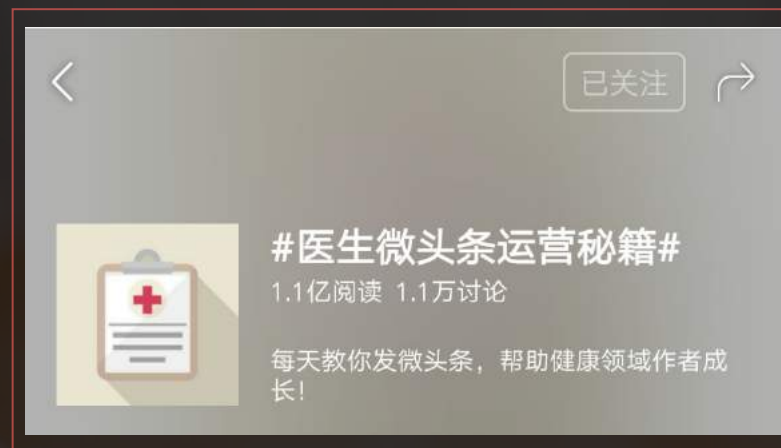 已关注
#医生微头条运营秘籍#
1.1亿阅读 1.1万讨论
每天教你发微头条，帮助健康领域作者成
长！